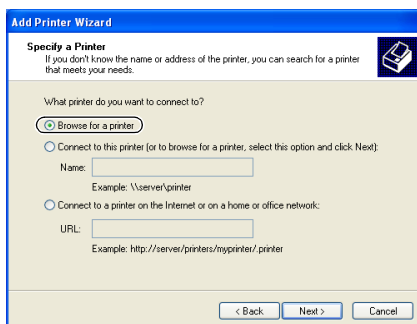 Add Printer Wizard
Specify a Printer
If you don't know the name or address of the printer, you can search for a printer
that meets your needs.
What printer do you want to connect to?
Browse for a printer
Connect to this printer (or to browse for a printer, select this option and click Next):
Name:
Example: \\server\printer
Connect to a printer on the Internet or on a home or office network:
URL:
Example: http://server/printers/myprinter/.printer
< Back
Next >
Cancel